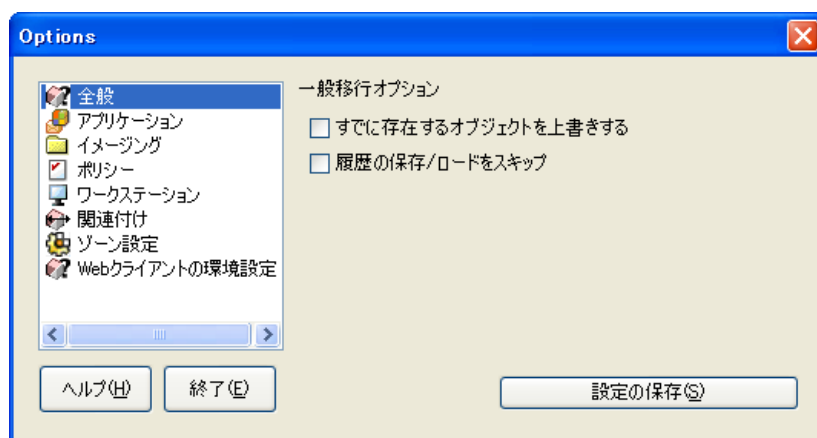 Options
全般
アプリケーション
イメージング
ポリシー
ワークステーション
関連付け
ゾーン設定
Webクライアントの環境設定
一般移行オプション
すでに存在するオブジェクトを上書きする
履歴の保存/ロードをスキップ
ヘルプ(H)
終了(E)
設定の保存(S)